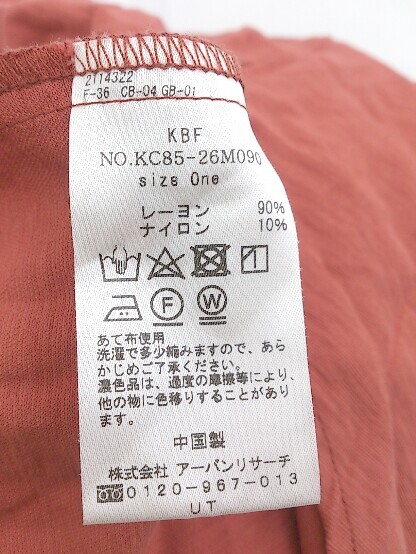 2114322
F-36 CB-04 GB-01
KBF
NO.KC85-26M090
size One
レーヨン 90%
ナイロン 10%
F W
あて布使用
洗濯で多少縮みますので、あら
かじめご了承ください。
濃色品は、過度の摩擦等により、
他の物に色移りすることがあり
ます。
中国製
株式会社 アーバンリサーチ
0120-967-013
UT